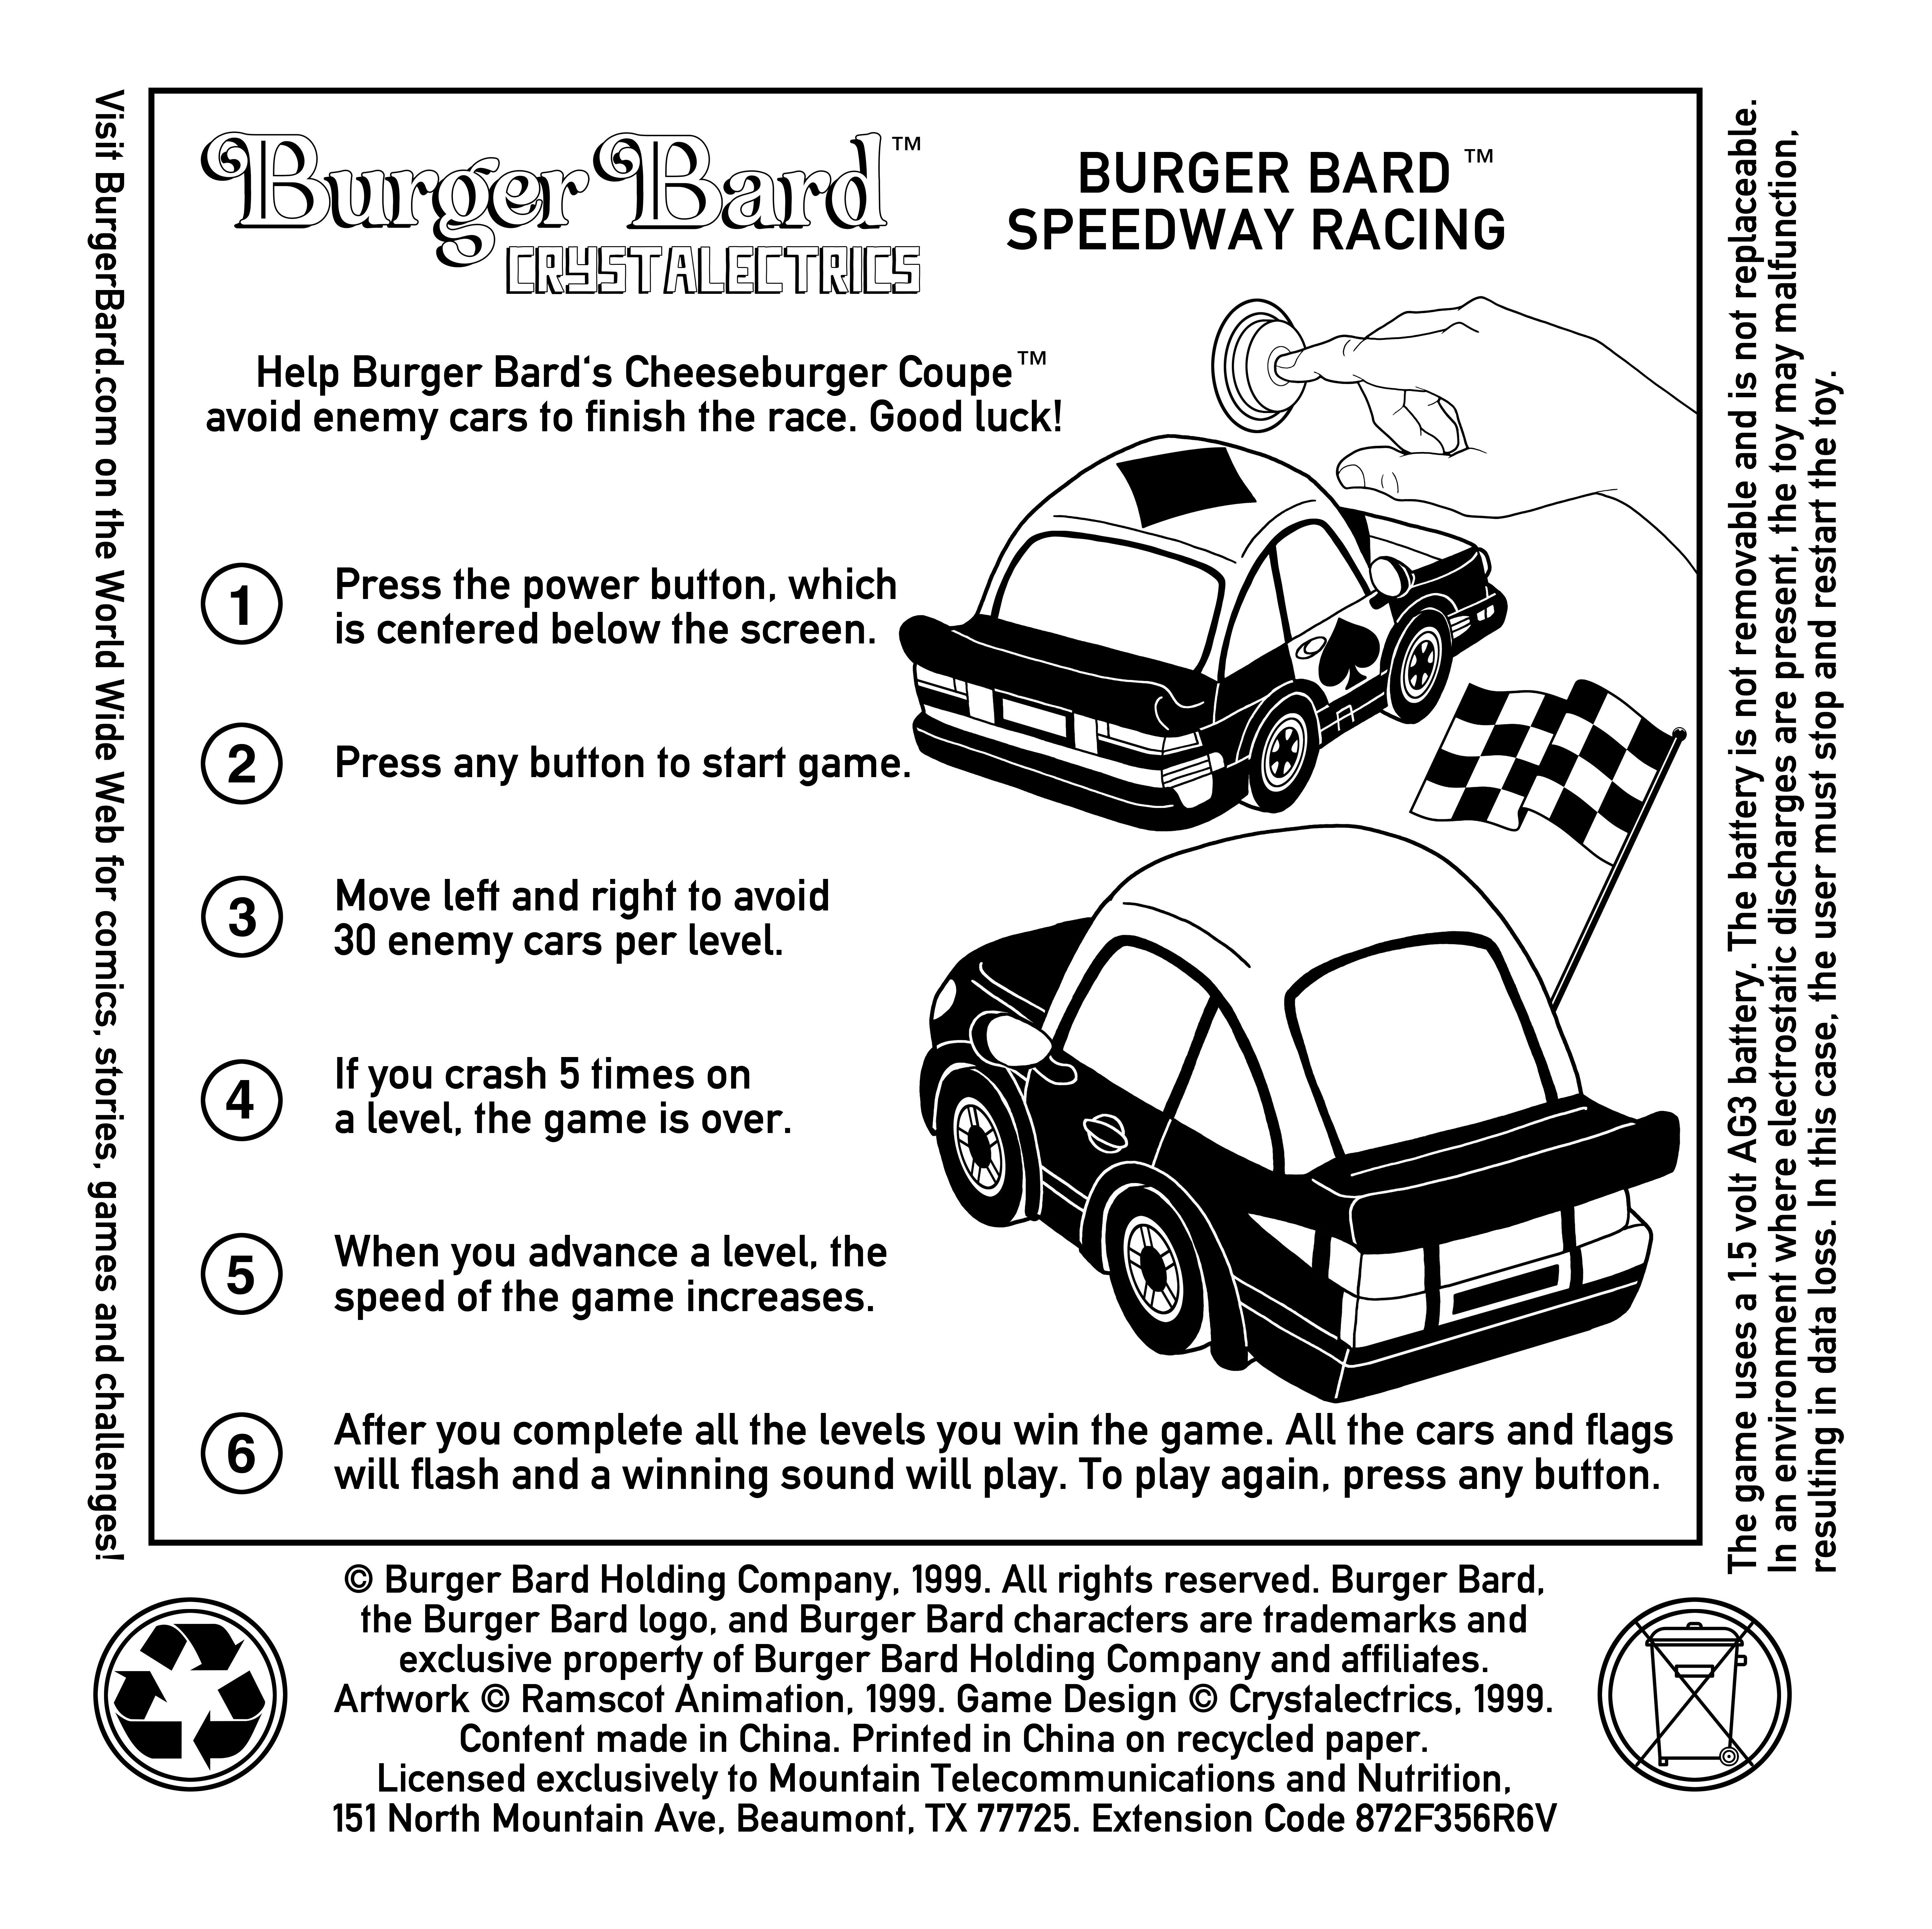 Burger Bard™
CRYSTALECTRICS
BURGER BARD™
SPEEDWAY RACING
Help Burger Bard‘s Cheeseburger Coupe™
avoid enemy cars to finish the race. Good luck!
1
Press the power button, which
is centered below the screen.
2
Press any button to start game.
3
Move left and right to avoid
30 enemy cars per level.
4
If you crash 5 times on
a level, the game is over.
5
When you advance a level, the
speed of the game increases.
6
After you complete all the levels you win the game. All the cars and flags
will flash and a winning sound will play. To play again, press any button.
Visit BurgerBard.com on the World Wide Web for comics, stories, games and challenges!
The game uses a 1.5 volt AG3 battery. The battery is not removable and is not replaceable.
In an environment where electrostatic discharges are present, the toy may malfunction,
resulting in data loss. In this case, the user must stop and restart the toy.
© Burger Bard Holding Company, 1999. All rights reserved. Burger Bard,
the Burger Bard logo, and Burger Bard characters are trademarks and
exclusive property of Burger Bard Holding Company and affiliates.
Artwork © Ramscot Animation, 1999. Game Design © Crystalectrics, 1999.
Content made in China. Printed in China on recycled paper.
Licensed exclusively to Mountain Telecommunications and Nutrition,
151 North Mountain Ave, Beaumont, TX 77725. Extension Code 872F356R6V